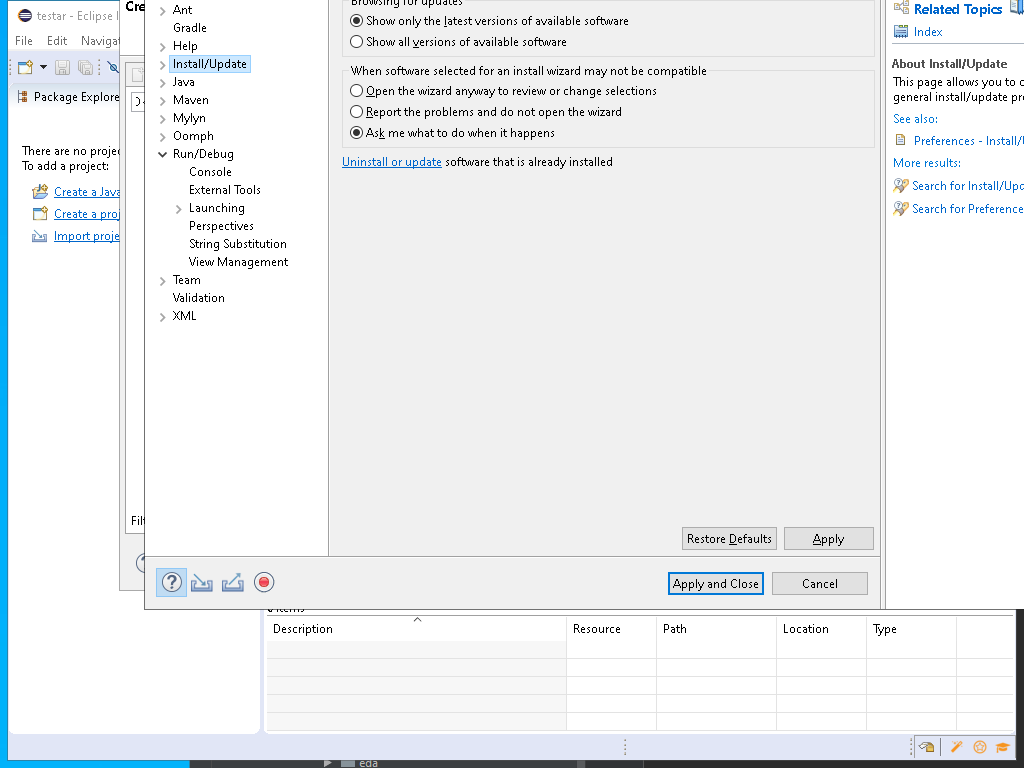 testar - Eclipse I
File Edit Navigat
Package Explore
There are no projec
To add a project:
Create a Java
Create a proj
Import proje
Cre
Filt
Ant
Gradle
Help
Install/Update
Java
Maven
Mylyn
Oomph
Run/Debug
Console
External Tools
Launching
Perspectives
String Substitution
View Management
Team
Validation
XML
Browsing for updates
Show only the latest versions of available software
Show all versions of available software
When software selected for an install wizard may not be compatible
Open the wizard anyway to review or change selections
Report the problems and do not open the wizard
Ask me what to do when it happens
Uninstall or update software that is already installed
Restore Defaults Apply
Apply and Close Cancel
Related Topics
Index
About Install/Update
This page allows you to c
general install/update pr
See also:
Preferences - Install/U
More results:
Search for Install/Upd
Search for Preference
items
Description Resource Path Location Type
eda